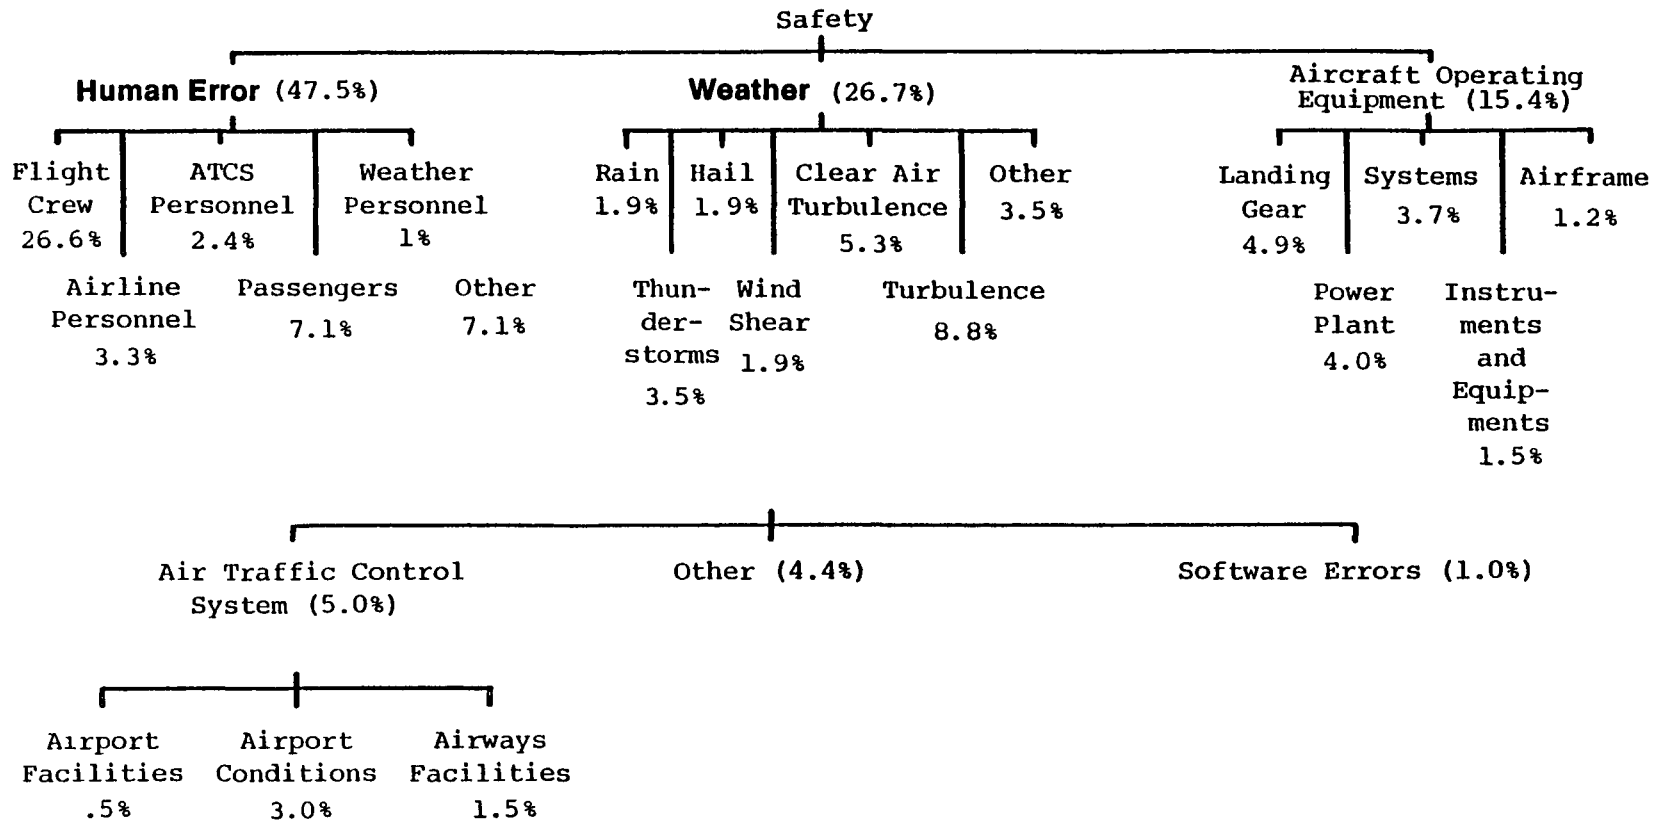 Safety
Human Error (47.5%)
Weather (26.7%)
Aircraft Operating
Equipment (15.4%)
Flight
Crew
26.6%
ATCS
Personnel
2.4%
Weather
Personnel
1%
Airline
Personnel
3.3%
Passengers
7.1%
Other
7.1%
Rain
1.9%
Hail
1.9%
Clear Air
Turbulence
5.3%
Other
3.5%
Thun-
der-
storms
3.5%
Wind
Shear
1.9%
Turbulence
8.8%
Landing
Gear
4.9%
Systems
3.7%
Airframe
1.2%
Power
Plant
4.0%
Instru-
ments
and
Equip-
ments
1.5%
Air Traffic Control
System (5.0%)
Other (4.4%)
Software Errors (1.0%)
Airport
Facilities
.5%
Airport
Conditions
3.0%
Airways
Facilities
1.5%